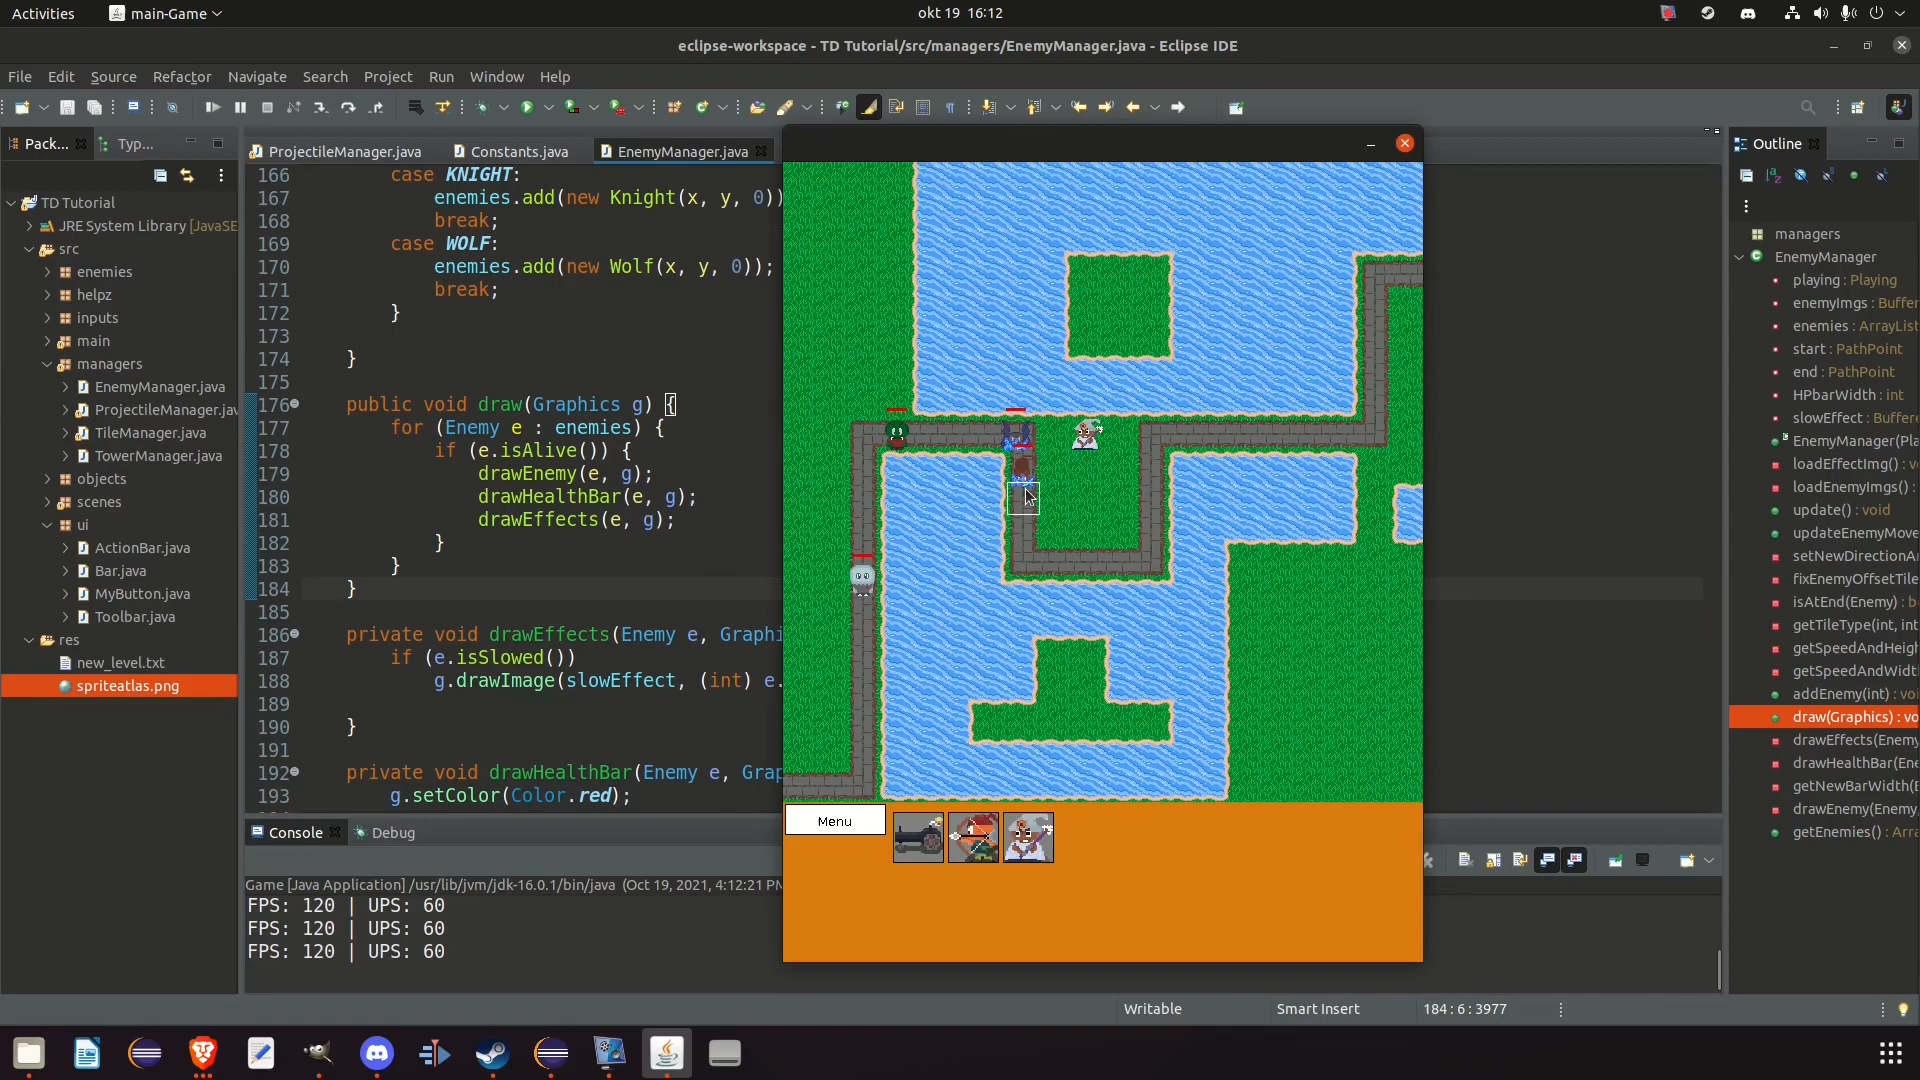 Activities
main-Game
okt 19 16:12
eclipse-workspace - TD Tutorial/src/managers/EnemyManager.java - Eclipse IDE
File Edit Source Refactor Navigate Search Project Run Window Help
Pack...
Typ...
TD Tutorial
JRE System Library [JavaSE
src
enemies
helpz
inputs
main
managers
EnemyManager.java
ProjectileManager.jav
TileManager.java
TowerManager.java
objects
scenes
ui
ActionBar.java
Bar.java
MyButton.java
Toolbar.java
res
new_level.txt
spriteatlas.png
ProjectileManager.java
Constants.java
EnemyManager.java
166 case KNIGHT:
167 enemies.add(new Knight(x, y, 0))
168 break;
169 case WOLF:
170 enemies.add(new Wolf(x, y, 0));
171 break;
172 }
173
174 }
175
176 public void draw(Graphics g) {
177 for (Enemy e : enemies) {
178 if (e.isAlive()) {
179 drawEnemy(e, g);
180 drawHealthBar(e, g);
181 drawEffects(e, g);
182 }
183 }
184 }
185
186 private void drawEffects(Enemy e, Graphi
187 if (e.isSlowed())
188 g.drawImage(slowEffect, (int) e.
189
190 }
191
192 private void drawHealthBar(Enemy e, Grap
193 g.setColor(Color.red);
Console
Debug
Game [Java Application] /usr/lib/jvm/jdk-16.0.1/bin/java (Oct 19, 2021, 4:12:21 PM
FPS: 120 | UPS: 60
FPS: 120 | UPS: 60
FPS: 120 | UPS: 60
Menu
Outline
managers
EnemyManager
playing : Playing
enemyImgs : Buffer
enemies : ArrayList
start : PathPoint
end : PathPoint
HPbarWidth : int
slowEffect : Buffere
EnemyManager(Pla
loadEffectImg() : v
loadEnemyImgs() :
update() : void
updateEnemyMove
setNewDirectionA
fixEnemyOffsetTile
isAtEnd(Enemy) : b
getTileType(int, int
getSpeedAndHeigh
getSpeedAndWidt
addEnemy(int) : voi
draw(Graphics) : vo
drawEffects(Enemy
drawHealthBar(Ene
getNewBarWidth(E
drawEnemy(Enemy
getEnemies() : Arra
Writable
Smart Insert
184 : 6 : 3977